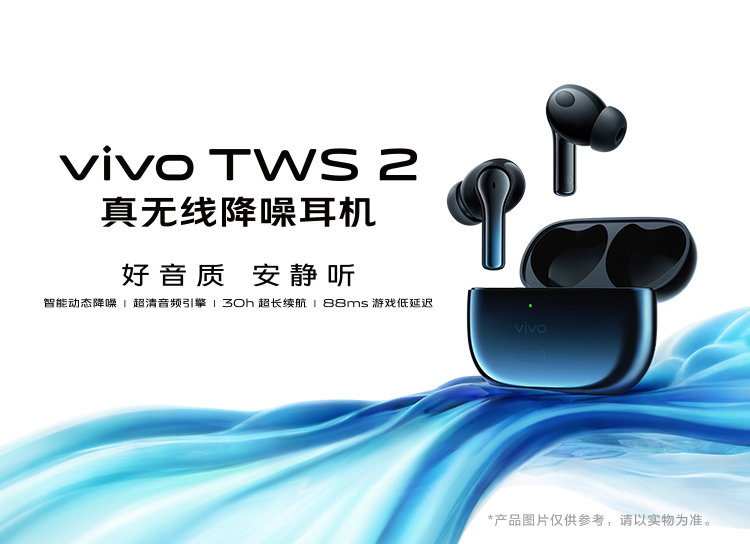 vivo TWS 2
真无线降噪耳机
好音质 安静听
智能动态降噪 | 超清音频引擎 | 30h 超长续航 | 88ms 游戏低延迟
vivo
*产品图片仅供参考，请以实物为准。